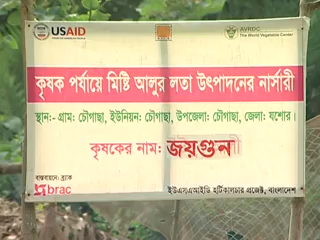 USAID
AVRDC
The World Vegetable Center
কৃষক পর্যায়ে মিষ্টি আলুর লতা উৎপাদনের নার্সারী
স্থান:- গ্রাম: চৌগাছা, ইউনিয়ন: চৌগাছা, উপজেলা: চৌগাছা, জেলা: যশোর।
কৃষকের নাম: জয়গুন
বাস্তবায়নে: ব্র্যাক
brac
ইউএসএআইডি হর্টিকালচার প্রজেক্ট, বাংলাদেশ